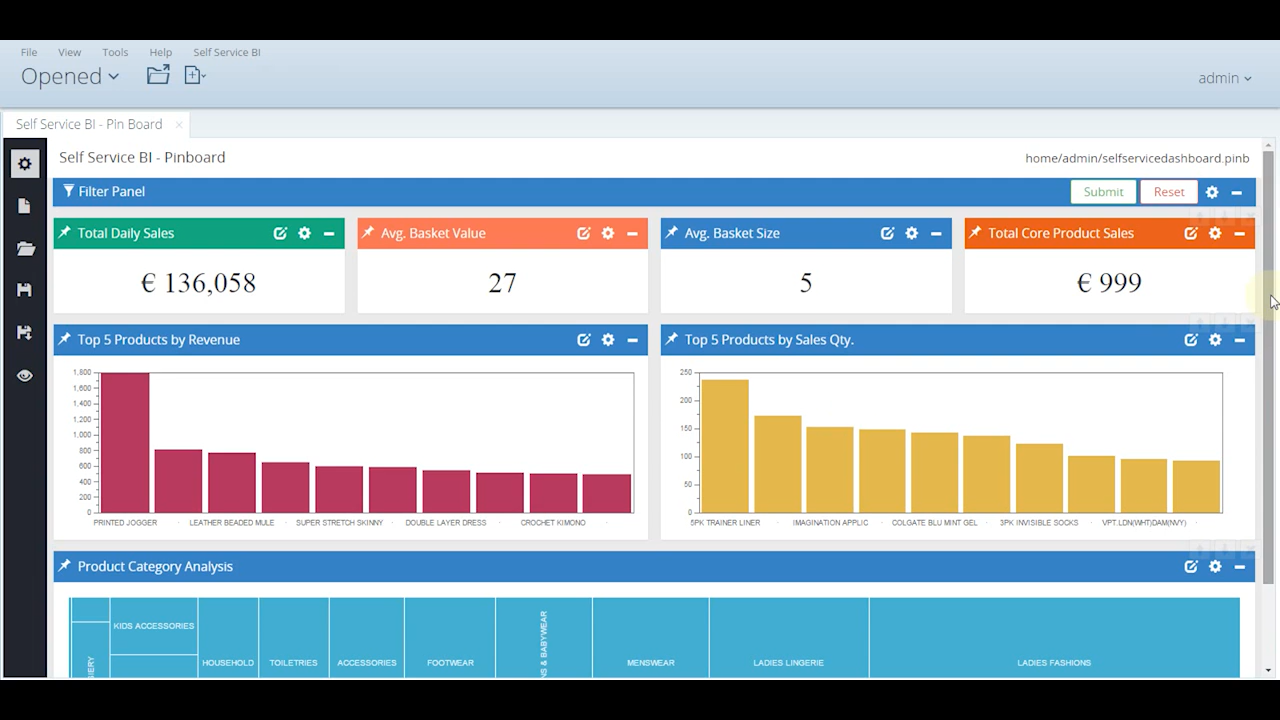 File View Tools Help Self Service BI
Opened
admin
Self Service BI - Pin Board ×
Self Service BI - Pinboard
home/admin/selfservicedashboard.pinb
Filter Panel
Submit Reset
Total Daily Sales
Avg. Basket Value
Avg. Basket Size
Total Core Product Sales
€ 136,058
27
5
€ 999
Top 5 Products by Revenue
Top 5 Products by Sales Qty.
1,800
1,600
1,400
1,200
1,000
800
600
400
200
0
PRINTED JOGGER LEATHER BEADED MULE SUPER STRETCH SKINNY DOUBLE LAYER DRESS CROCHET KIMONO
250
200
150
100
50
0
5PK TRAINER LINER IMAGINATION APPLIC COLGATE BLU MINT GEL 3PK INVISIBLE SOCKS VPT.LDN(WHT)DAM(NVY)
Product Category Analysis
KIDS ACCESSORIES
HOUSEHOLD
TOILETRIES
ACCESSORIES
FOOTWEAR
& BABYWEAR
MENSWEAR
LADIES LINGERIE
LADIES FASHIONS